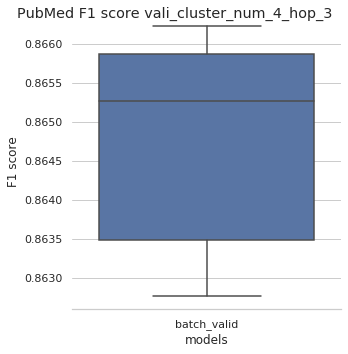 PubMed F1 score vali_cluster_num_4_hop_3
0.8660
0.8655
0.8650
0.8645
0.8640
0.8635
0.8630
F1 score
batch_valid
models